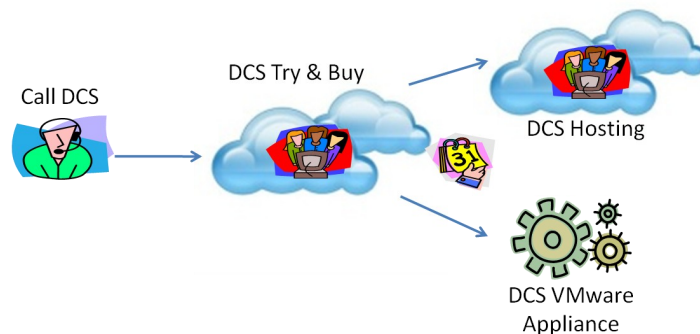 Call DCS
DCS Try & Buy
31
DCS Hosting
DCS VMware
Appliance